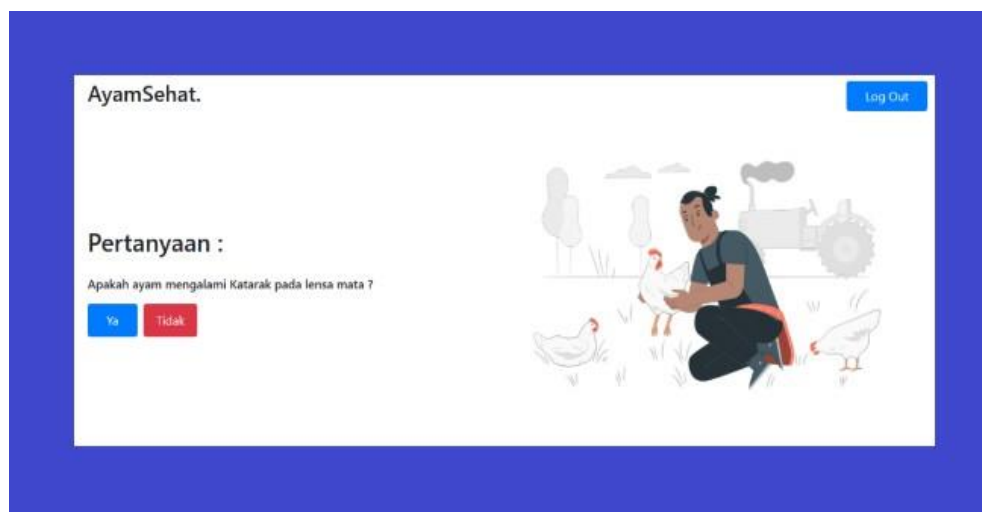 AyamSehat.
Log Out
Pertanyaan :
Apakah ayam mengalami Katarak pada lensa mata ?
Ya
Tidak